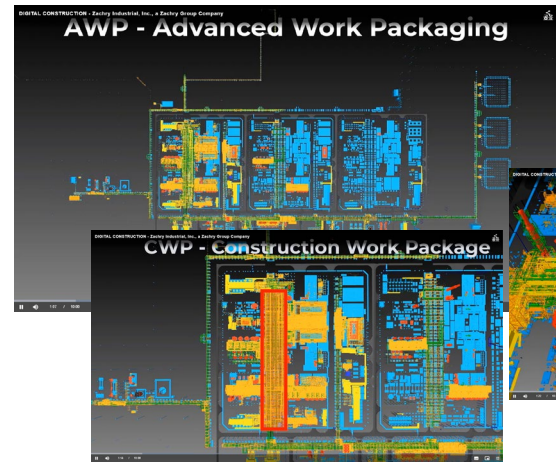 DIGITAL CONSTRUCTION - Zachry Industrial, Inc., a Zachry Group Company
AWP - Advanced Work Packaging
DIGITAL CONSTRUCT
DIGITAL CONSTRUCTION - Zachry Industrial, Inc., a Zachry Group Company
CWP - Construction Work Package